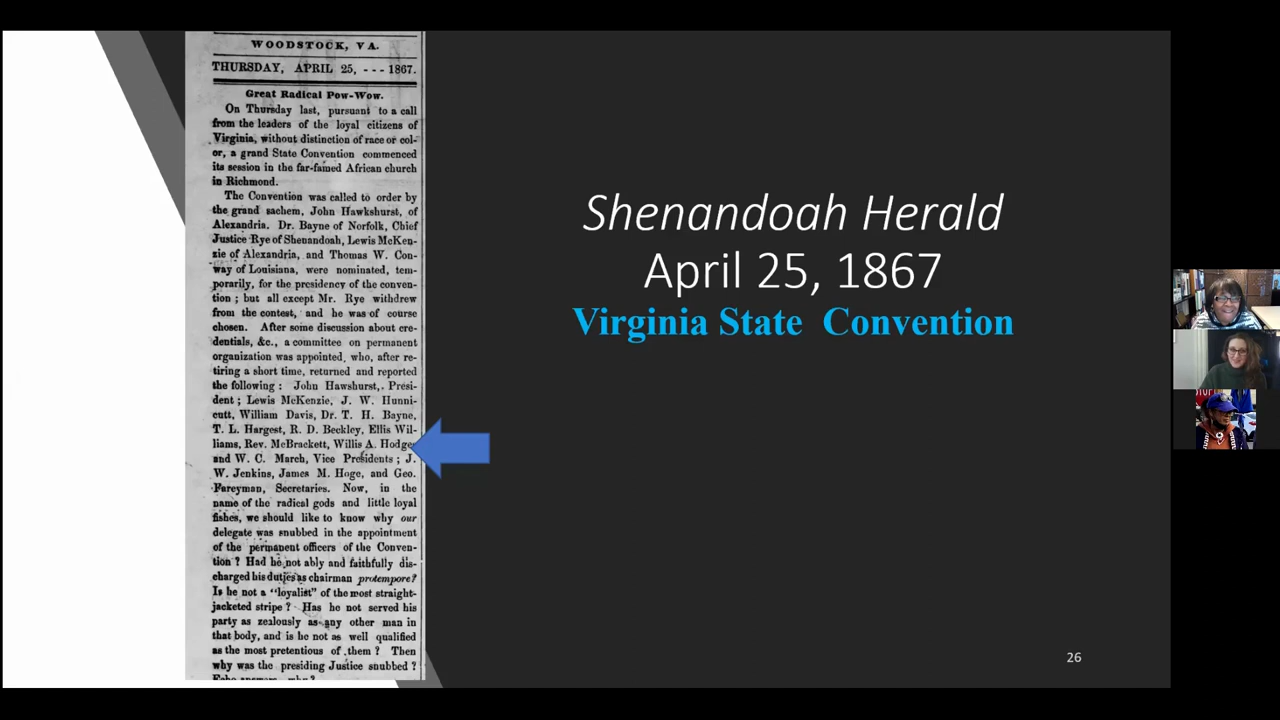 WOODSTOCK, VA.
THURSDAY, APRIL 25, --- 1867.
Great Radical Pow-Wow.
On Thursday last, pursuant to a call
from the leaders of the loyal citizens of
Virginia, without distinction of race or col-
or, a grand State Convention commenced
its session in the far-famed African church
in Richmond.
The Convention was called to order by
the grand sachem, John Hawkshurst, of
Alexandria. Dr. Bayne of Norfolk, Chief
Justice Rye of Shenandoah, Lewis McKen-
zie of Alexandria, and Thomas W. Con-
way of Louisiana, were nominated, tem-
porarily, for the presidency of the conven-
tion ; but all except Mr. Rye withdrew
from the contest, and he was of course
chosen. After some discussion about cre-
dentials, &c., a committee on permanent
organization was appointed, who, after re-
tiring a short time, returned and reported
the following : John Hawshurst, Presi-
dent ; Lewis McKenzie, J. W. Hunni-
cutt, William Davis, Dr. T. H. Bayne,
T. L. Hargest, R. D. Beckley, Ellis Wil-
liams, Rev. McBrackett, Willis A. Hodge
and W. C. March, Vice Presidents ; J.
W. Jenkins, James M. Hoge, and Geo.
Fareyman, Secretaries. Now, in the
name of the radical gods and little loyal
fishes, we should like to know why our
delegate was snubbed in the appointment
of the permanent officers of the Conven-
tion ? Had he not ably and faithfully dis-
charged his duties as chairman protempore?
Is he not a "loyalist" of the most straight-
jacketed stripe ? Has he not served his
party as zealously as any other man in
that body, and is he not as well qualified
as the most pretentious of them ? Then
why was the presiding Justice snubbed ?
Shenandoah Herald
April 25, 1867
Virginia State Convention
26